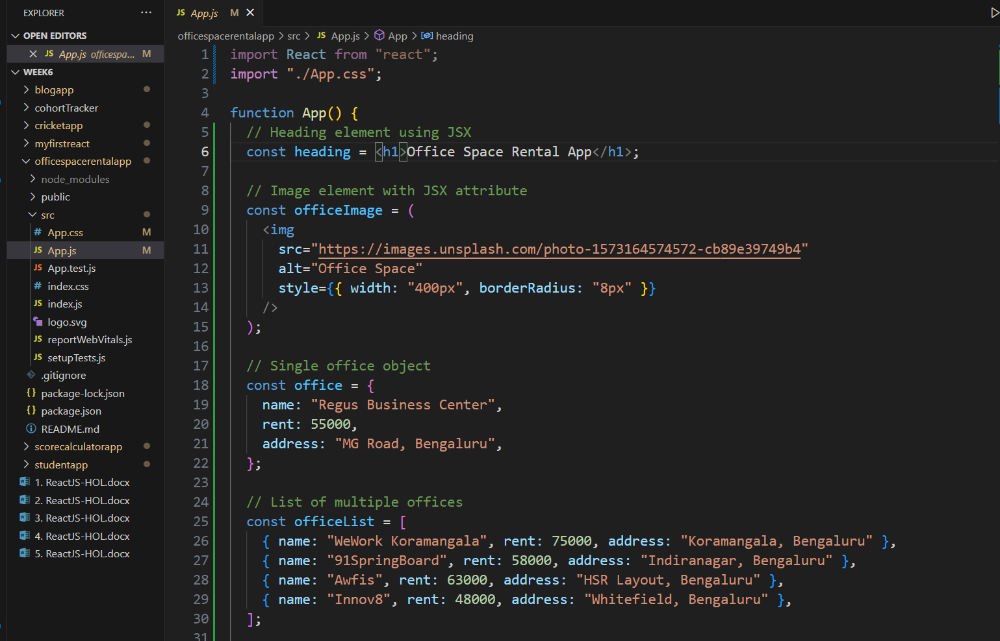 EXPLORER ...
OPEN EDITORS
JS App.js officespa... M
WEEK6
blogapp
cohortTracker
cricketapp
myfirstreact
officespacerentalapp
node_modules
public
src
# App.css M
JS App.js M
JS App.test.js
# index.css
JS index.js
logo.svg
JS reportWebVitals.js
JS setupTests.js
.gitignore
{} package-lock.json
{} package.json
README.md
scorecalculatorapp
studentapp
1. ReactJS-HOL.docx
2. ReactJS-HOL.docx
3. ReactJS-HOL.docx
4. ReactJS-HOL.docx
5. ReactJS-HOL.docx
JS App.js M
officespacerentalapp > src > JS App.js > App > heading
1 import React from "react";
2 import "./App.css";
3
4 function App() {
5 // Heading element using JSX
6 const heading = <h1>Office Space Rental App</h1>;
7
8 // Image element with JSX attribute
9 const officeImage = (
10 <img
11 src="https://images.unsplash.com/photo-1573164574572-cb89e39749b4"
12 alt="Office Space"
13 style={{ width: "400px", borderRadius: "8px" }}
14 />
15 );
16
17 // Single office object
18 const office = {
19 name: "Regus Business Center",
20 rent: 55000,
21 address: "MG Road, Bengaluru",
22 };
23
24 // List of multiple offices
25 const officeList = [
26 { name: "WeWork Koramangala", rent: 75000, address: "Koramangala, Bengaluru" },
27 { name: "91SpringBoard", rent: 58000, address: "Indiranagar, Bengaluru" },
28 { name: "Awfis", rent: 63000, address: "HSR Layout, Bengaluru" },
29 { name: "Innov8", rent: 48000, address: "Whitefield, Bengaluru" },
30 ];
31